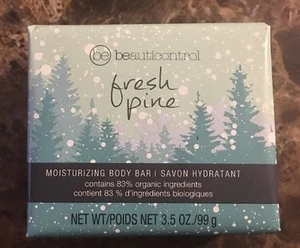 be beauticontrol
fresh
pine
MOISTURIZING BODY BAR | SAVON HYDRATANT
contains 83% organic ingredients
contient 83 % d'ingrédients biologiques
NET WT/POIDS NET 3.5 OZ/99 g